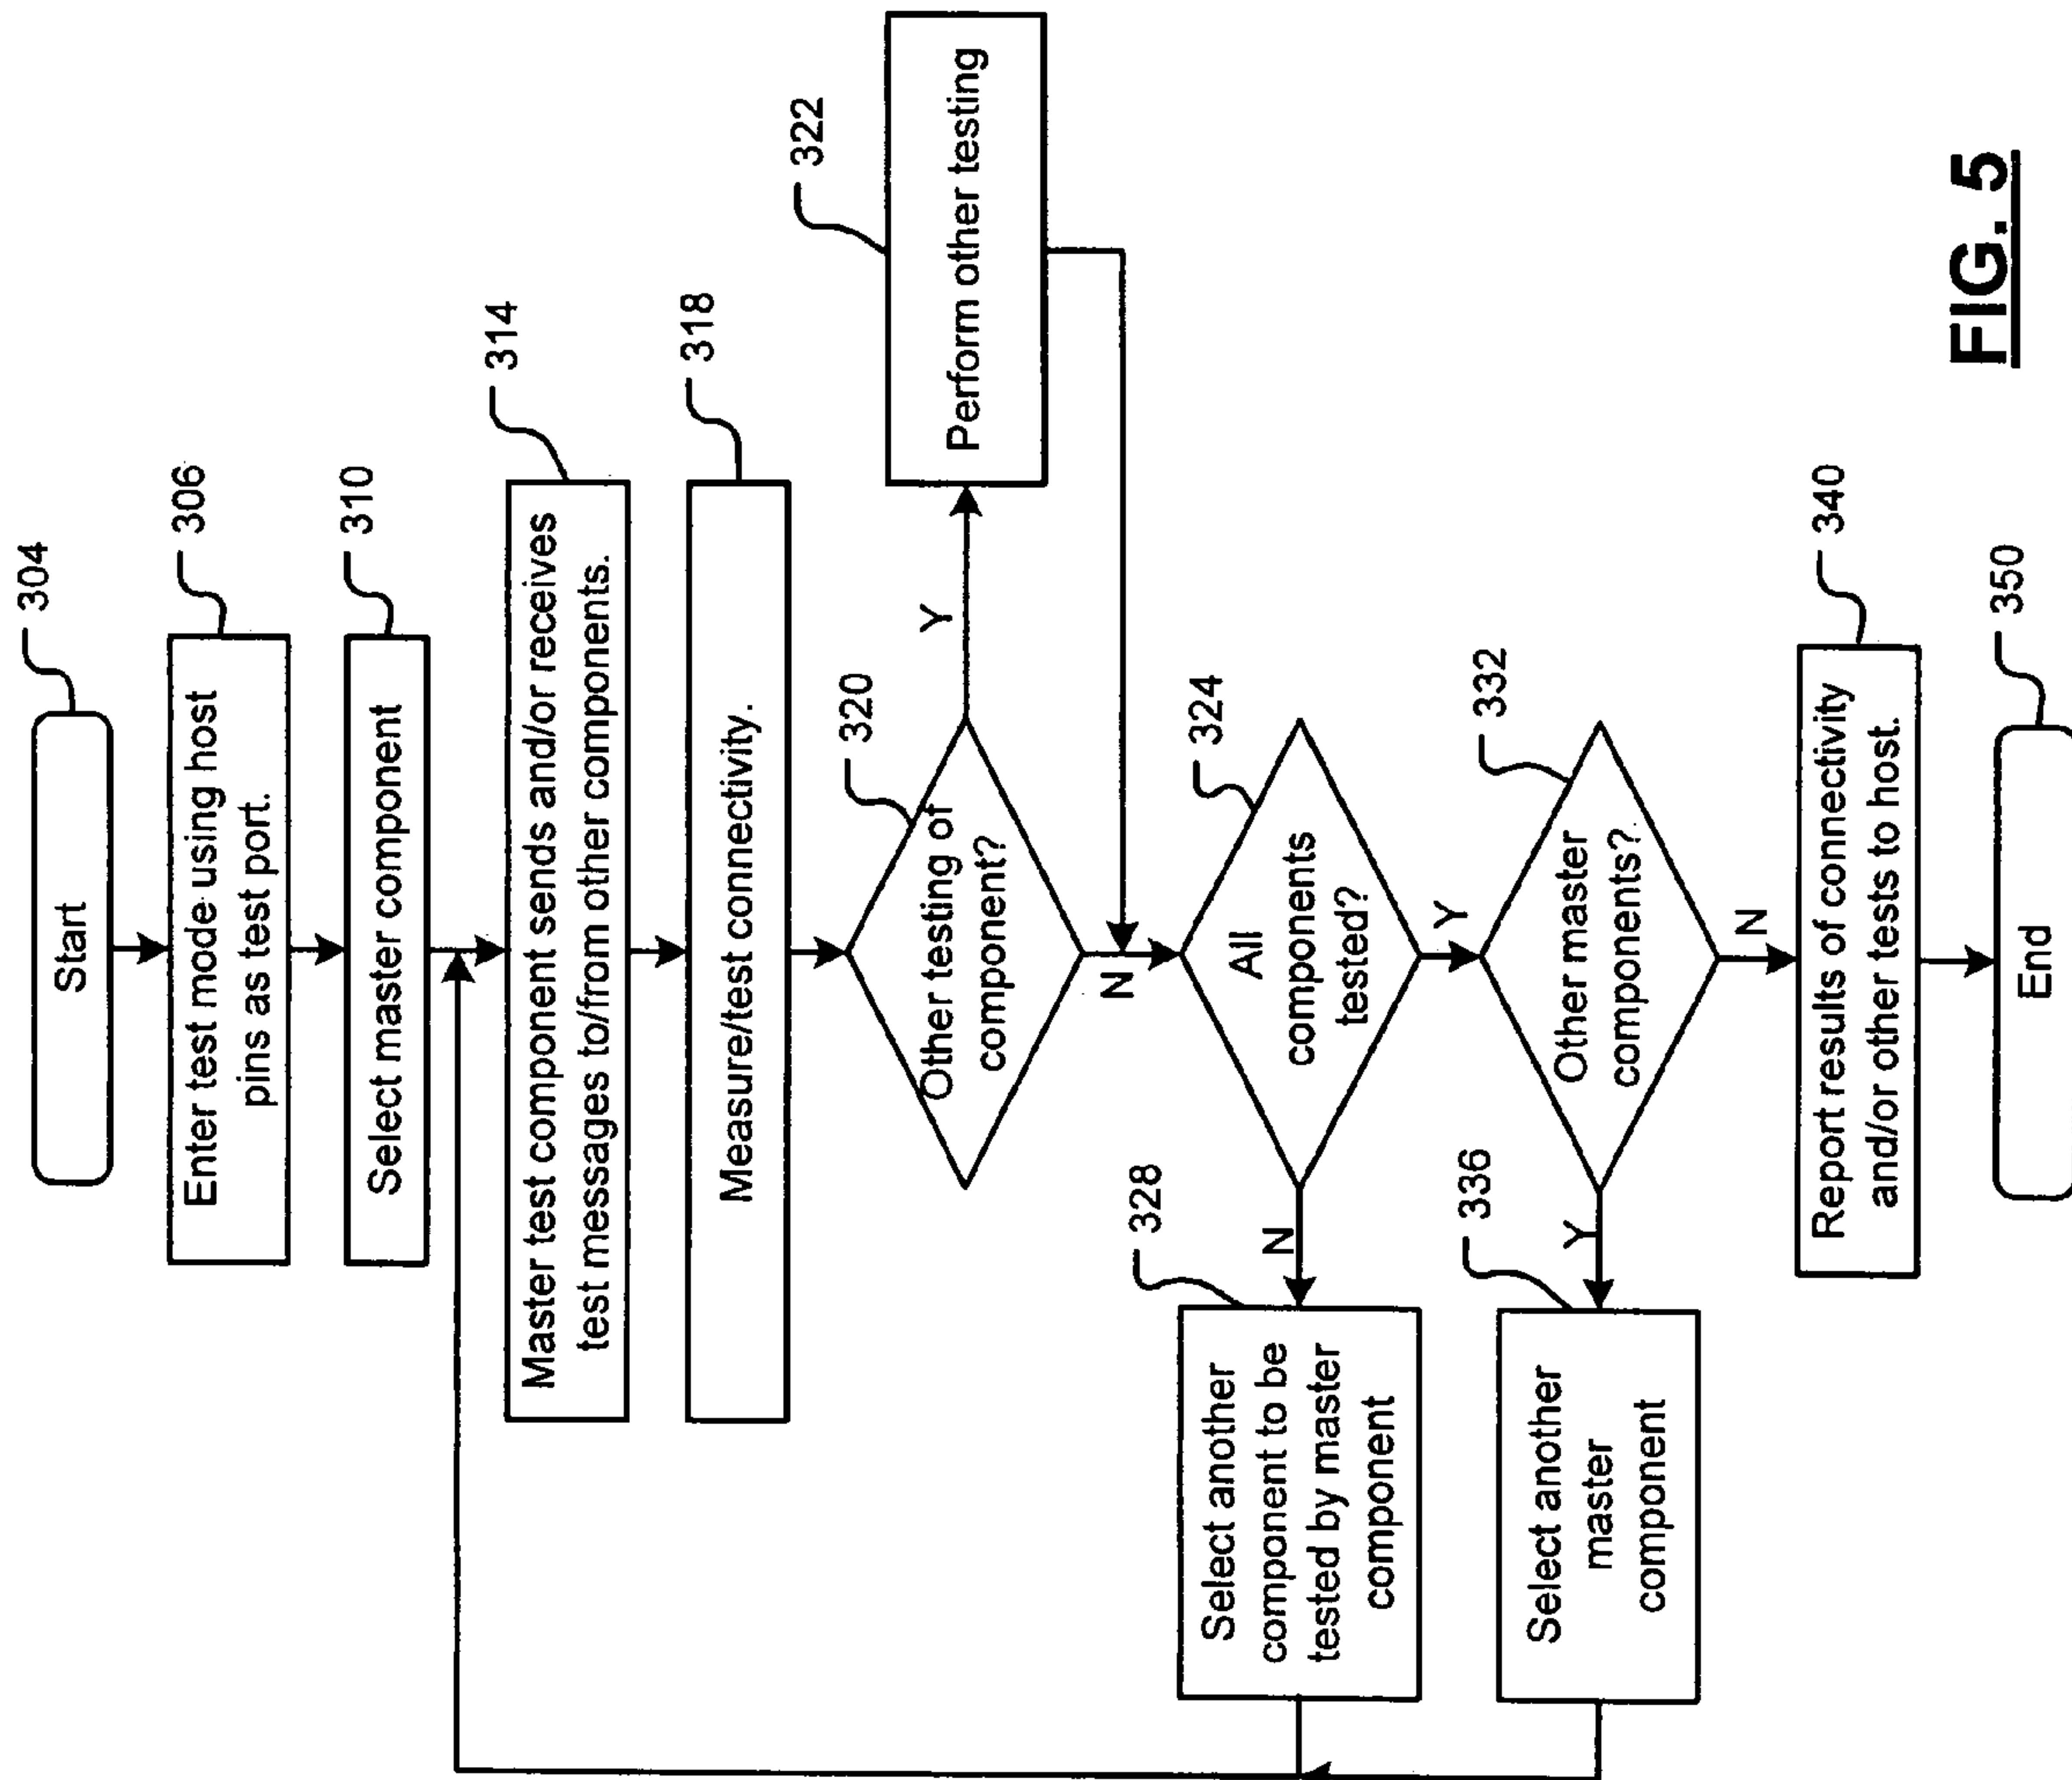 Start
304
Enter test mode using host
pins as test port.
306
Select master component
310
Master test component sends and/or receives
test messages to/from other components.
314
Measure/test connectivity.
318
Other testing of
component?
320
Y
Perform other testing
322
N
All
components
tested?
324
N
Select another
component to be
tested by master
component
328
Y
Other master
components?
332
Y
Select another
master
component
336
N
Report results of connectivity
and/or other tests to host.
340
End
350
FIG. 5